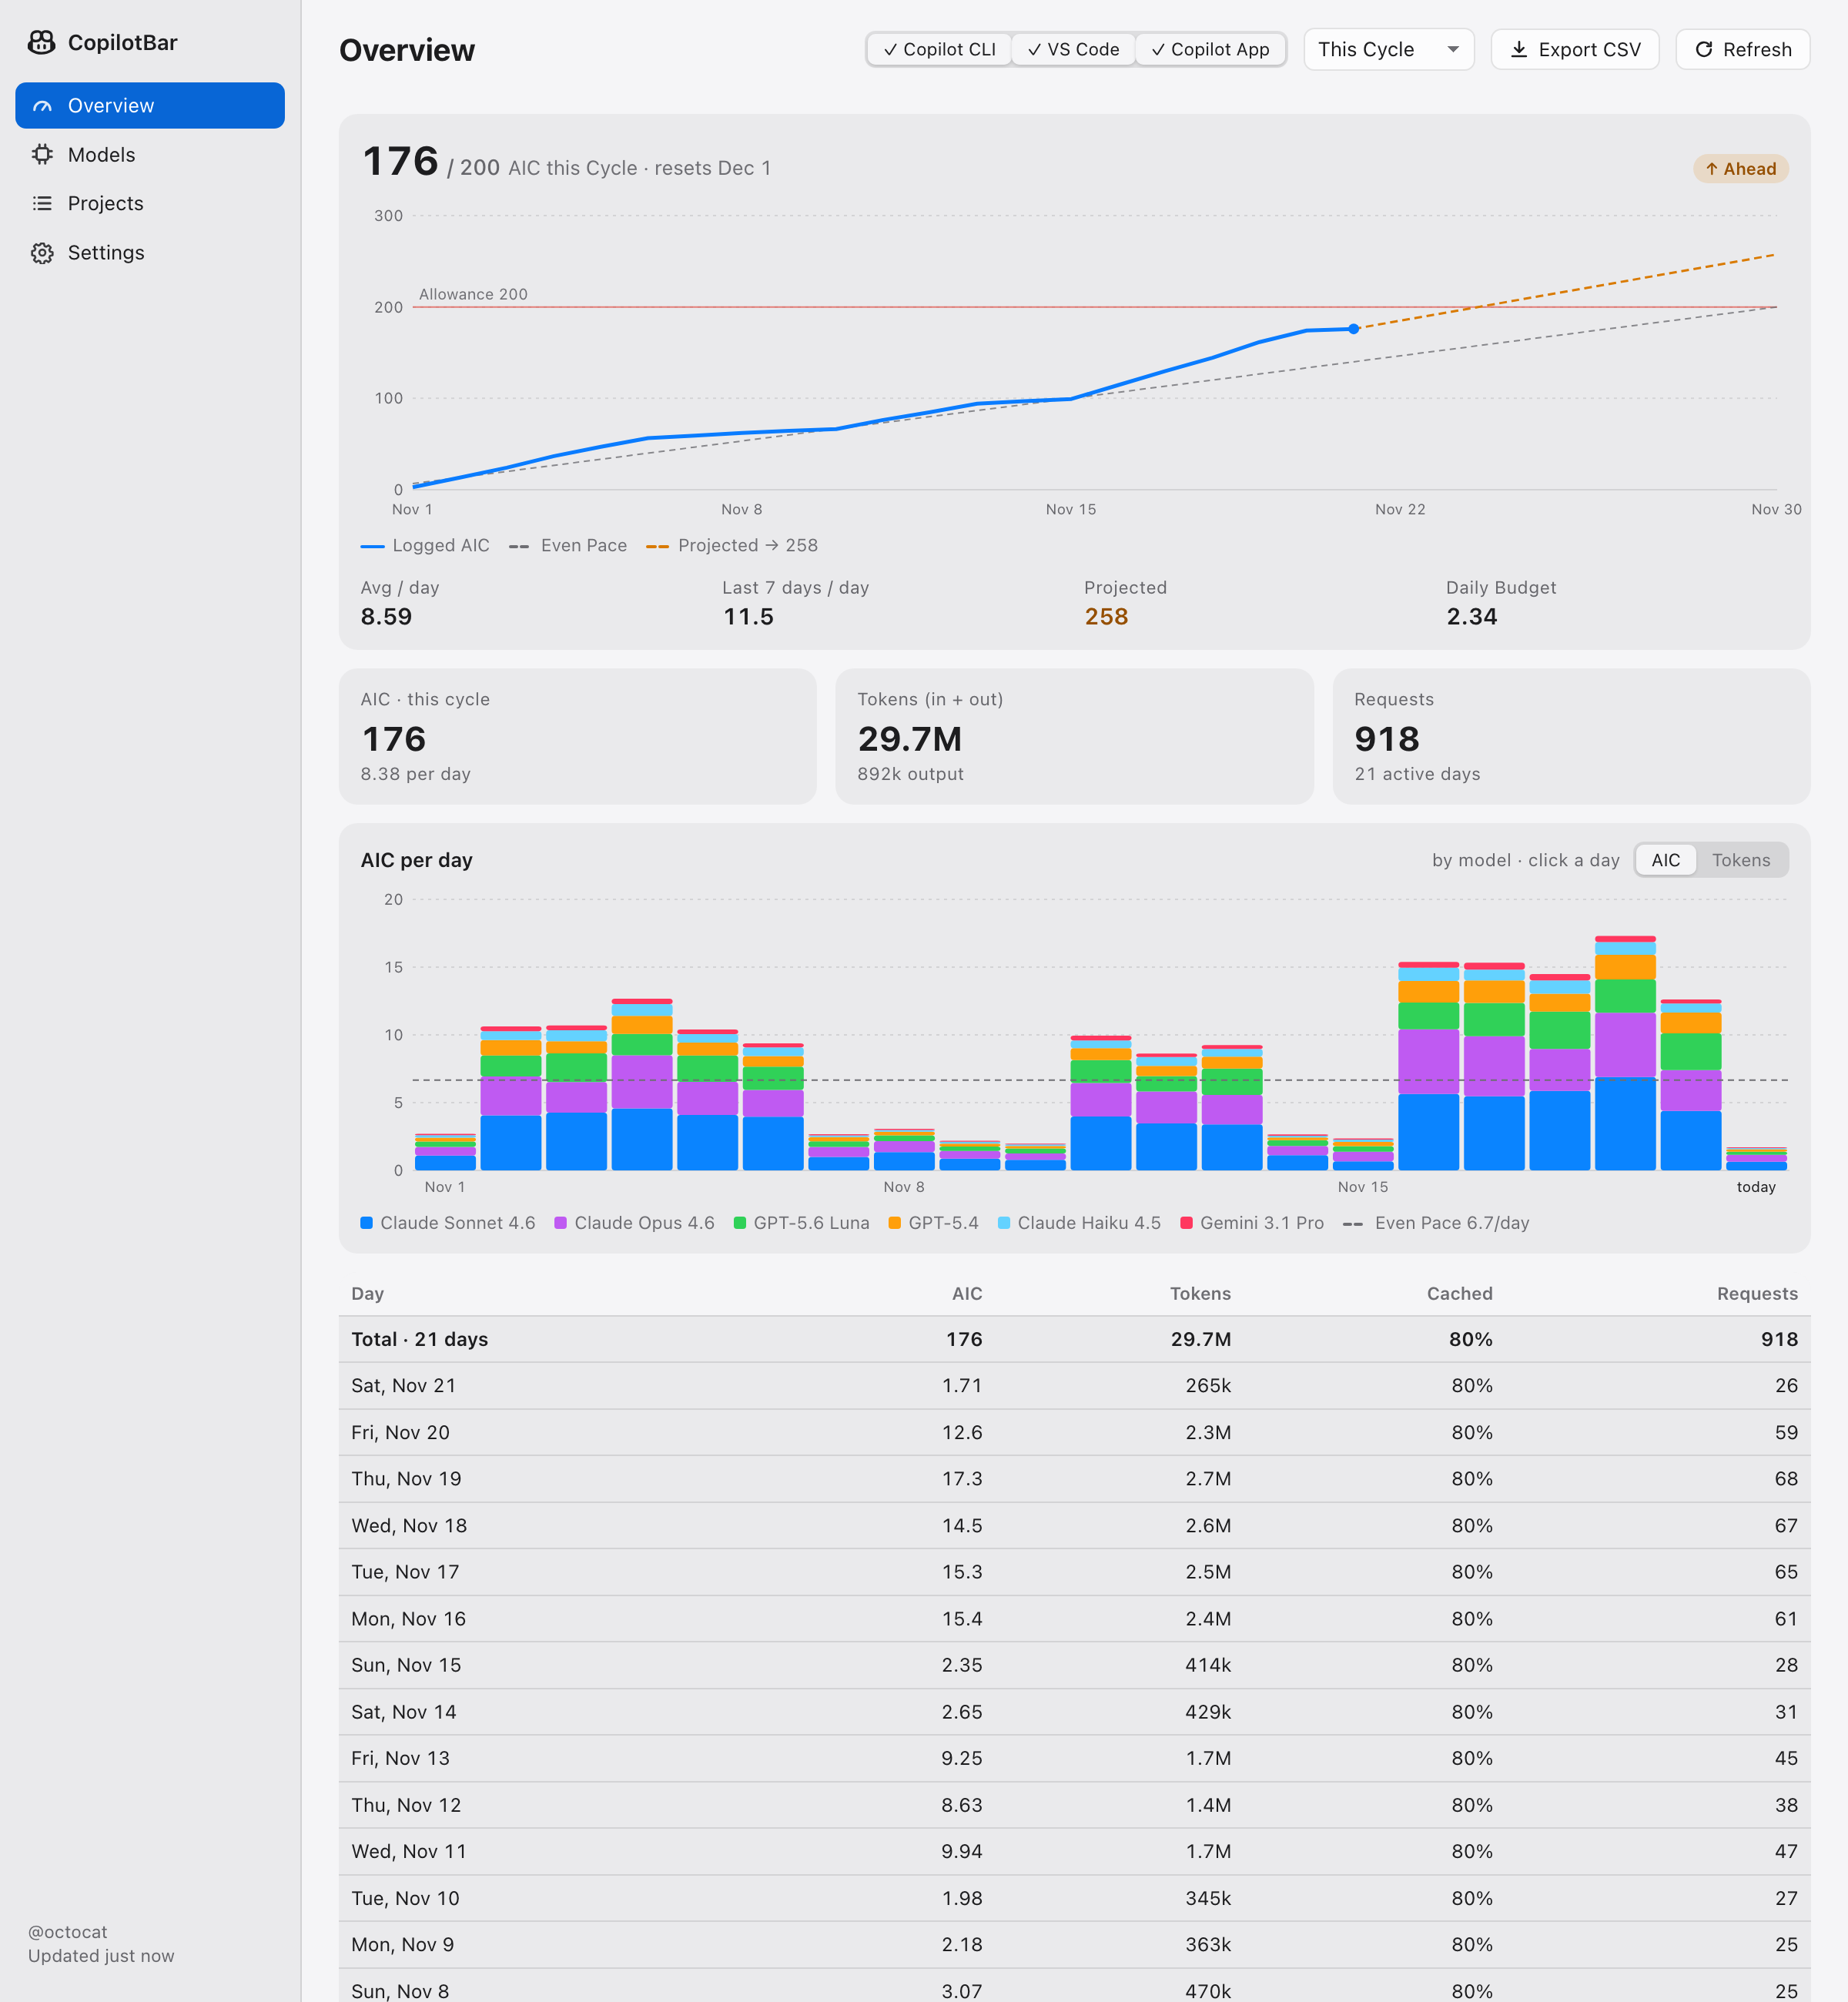 CopilotBar
Overview
Models
Projects
Settings
@octocat
Updated just now
Overview
✓ Copilot CLI ✓ VS Code ✓ Copilot App This Cycle Export CSV Refresh
176 / 200 AIC this Cycle · resets Dec 1
↑ Ahead
300
200
100
0
Allowance 200
Nov 1 Nov 8 Nov 15 Nov 22 Nov 30
Logged AIC Even Pace Projected → 258
Avg / day Last 7 days / day Projected Daily Budget
8.59 11.5 258 2.34
AIC · this cycle
176
8.38 per day
Tokens (in + out)
29.7M
892k output
Requests
918
21 active days
AIC per day
by model · click a day AIC Tokens
20
15
10
5
0
Nov 1 Nov 8 Nov 15 today
Claude Sonnet 4.6 Claude Opus 4.6 GPT-5.6 Luna GPT-5.4 Claude Haiku 4.5 Gemini 3.1 Pro Even Pace 6.7/day
Day AIC Tokens Cached Requests
Total · 21 days 176 29.7M 80% 918
Sat, Nov 21 1.71 265k 80% 26
Fri, Nov 20 12.6 2.3M 80% 59
Thu, Nov 19 17.3 2.7M 80% 68
Wed, Nov 18 14.5 2.6M 80% 67
Tue, Nov 17 15.3 2.5M 80% 65
Mon, Nov 16 15.4 2.4M 80% 61
Sun, Nov 15 2.35 414k 80% 28
Sat, Nov 14 2.65 429k 80% 31
Fri, Nov 13 9.25 1.7M 80% 45
Thu, Nov 12 8.63 1.4M 80% 38
Wed, Nov 11 9.94 1.7M 80% 47
Tue, Nov 10 1.98 345k 80% 27
Mon, Nov 9 2.18 363k 80% 25
Sun, Nov 8 3.07 470k 80% 25